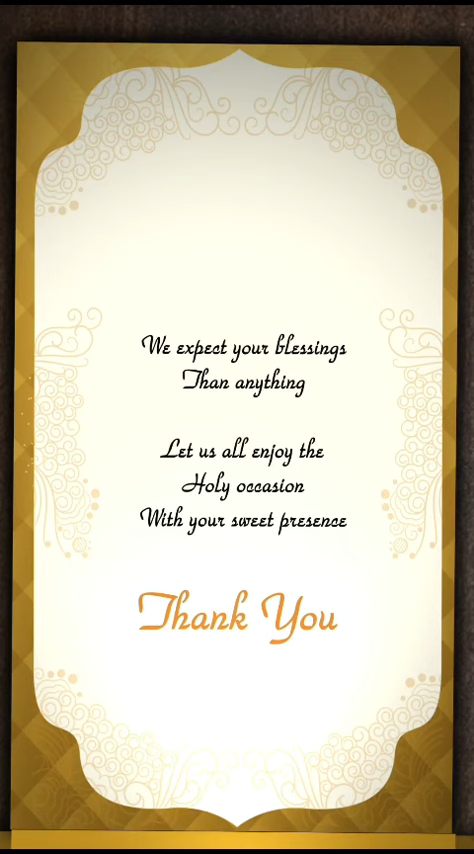 We expect your blessings
Than anything
Let us all enjoy the
Holy occasion
With your sweet presence
Thank You